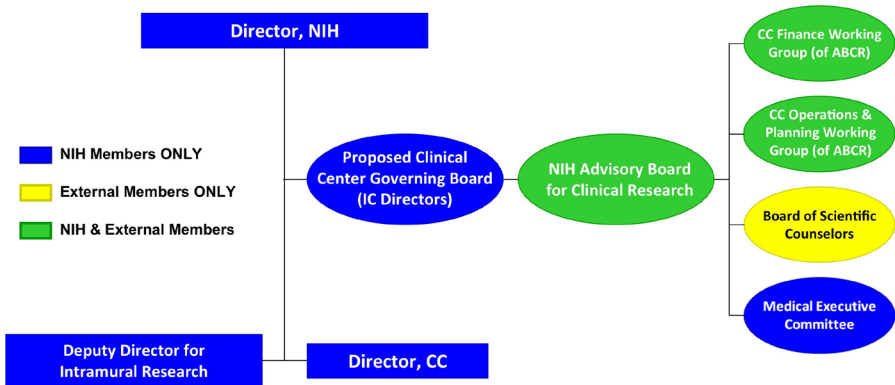 Director, NIH
CC Finance Working
Group (of ABCR)
NIH Members ONLY
External Members ONLY
NIH & External Members
Proposed Clinical
Center Governing Board
(IC Directors)
NIH Advisory Board
for Clinical Research
CC Operations &
Planning Working
Group (of ABCR)
Board of Scientific
Counselors
Medical Executive
Committee
Deputy Director for
Intramural Research
Director, CC